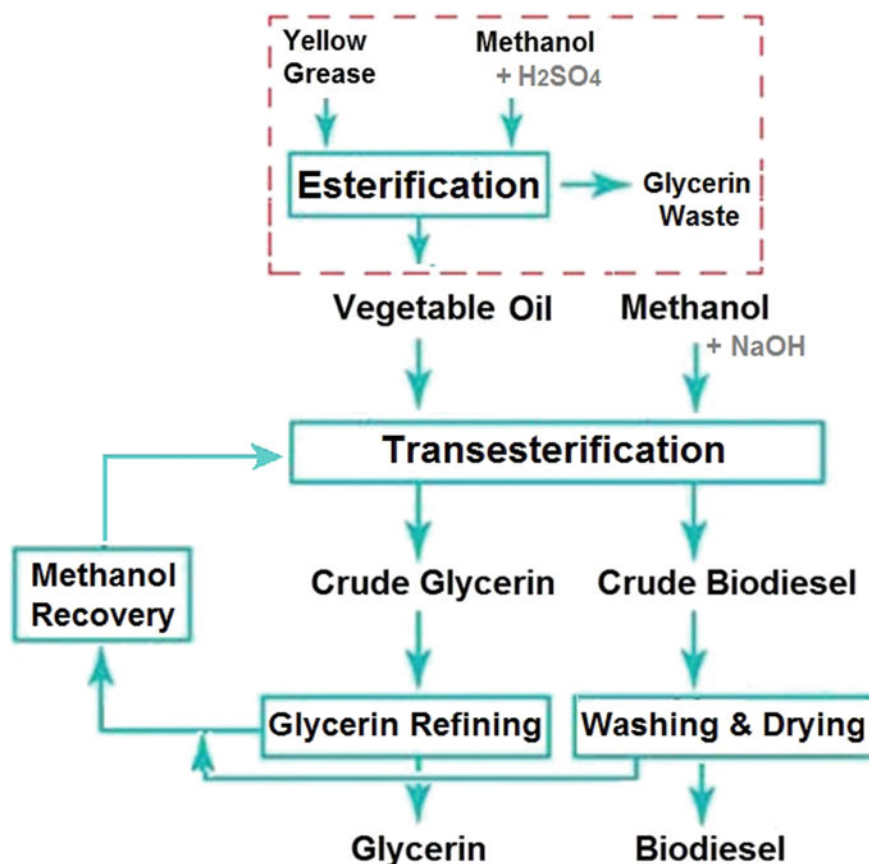 Yellow
Grease
Methanol
+ H2SO4
Esterification
Glycerin
Waste
Vegetable Oil
Methanol
+ NaOH
Transesterification
Methanol
Recovery
Crude Glycerin
Crude Biodiesel
Glycerin Refining
Washing & Drying
Glycerin
Biodiesel